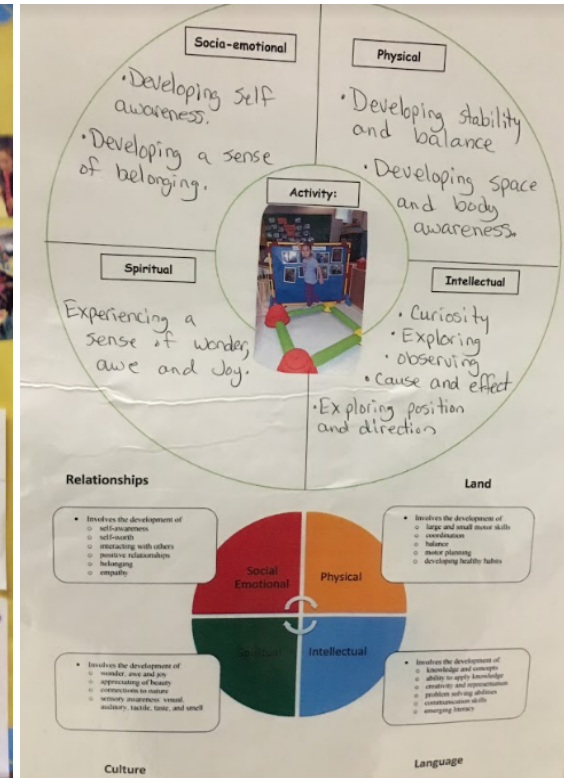 Socia-emotional
• Developing self
awareness.
• Developing a sense
of belonging.
Physical
• Developing stability
and balance
• Developing space
and body
awareness.
Activity:
Spiritual
Experiencing a
sense of wonder,
awe and Joy.
Intellectual
• Curiosity
• Exploring
• observing
• Cause and effect
• Exploring position
and direction
Relationships
• Involves the development of
o self-awareness
o self-worth
o interacting with others
o positive relationships
o belonging
o empathy
Land
• Involves the development of
o large and small motor skills
o coordination
o balance
o motor planning
o developing healthy habits
Social
Emotional
Physical
Spiritual
Intellectual
• Involves the development of
o wonder, awe and joy
o appreciating of beauty
o connections to nature
o sensory awareness: visual,
auditory, tactile, taste, and smell
Culture
• Involves the development of:
o knowledge and concepts
o ability to apply knowledge
o creativity and representation
o problem solving abilities
o communication skills
o emerging literacy
Language